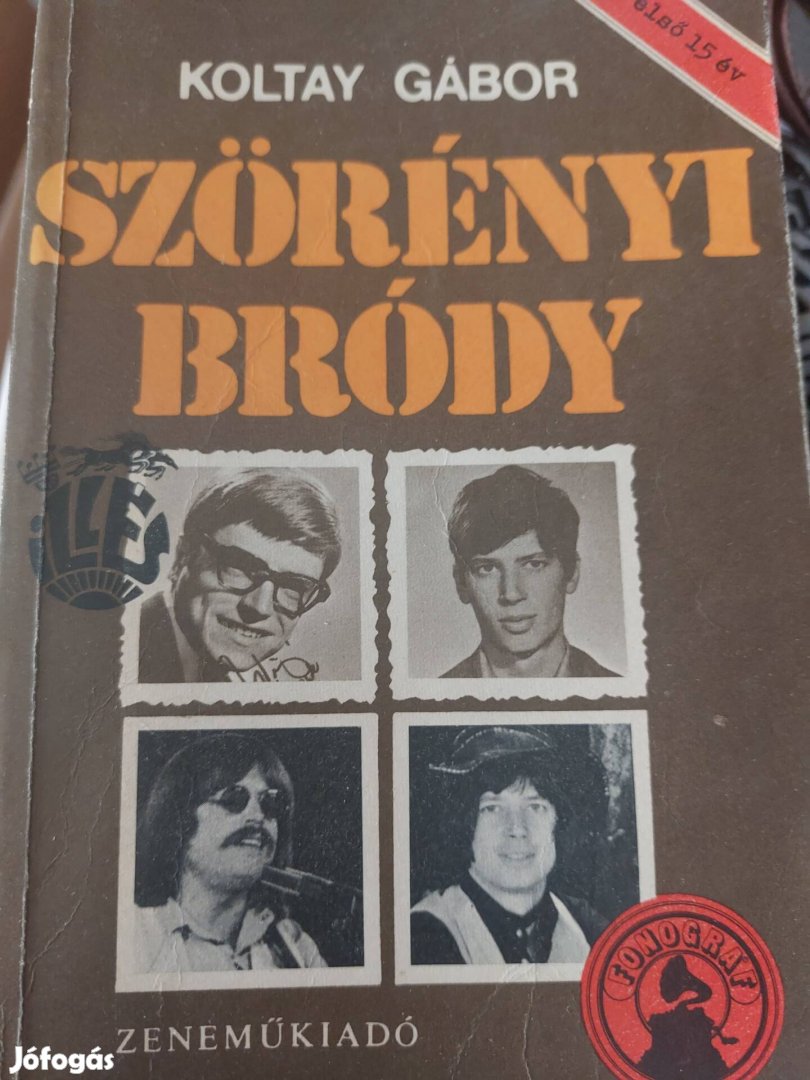 első 15 év
KOLTAY GÁBOR
SZÖRÉNYI
BRÓDY
ILLÉS
FONOGRÁF
ZENEMŰKIADÓ
Jófogás